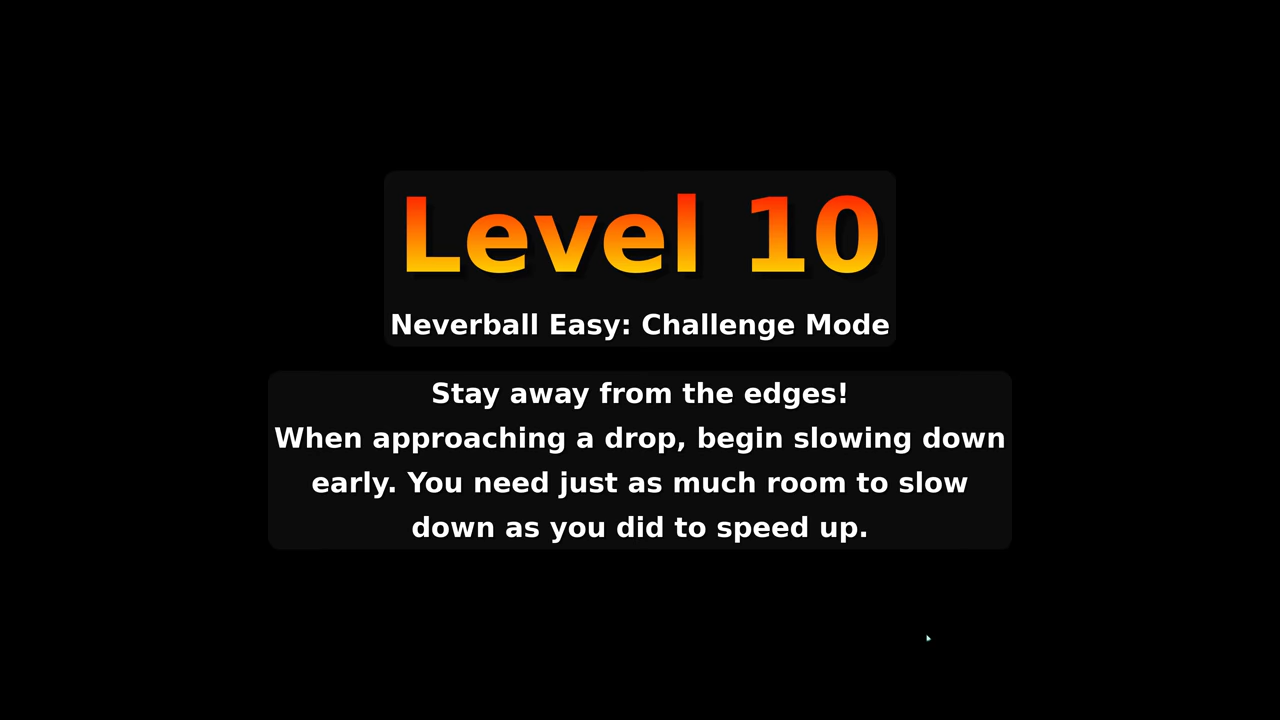 Level 10
Neverball Easy: Challenge Mode
Stay away from the edges!
When approaching a drop, begin slowing down
early. You need just as much room to slow
down as you did to speed up.